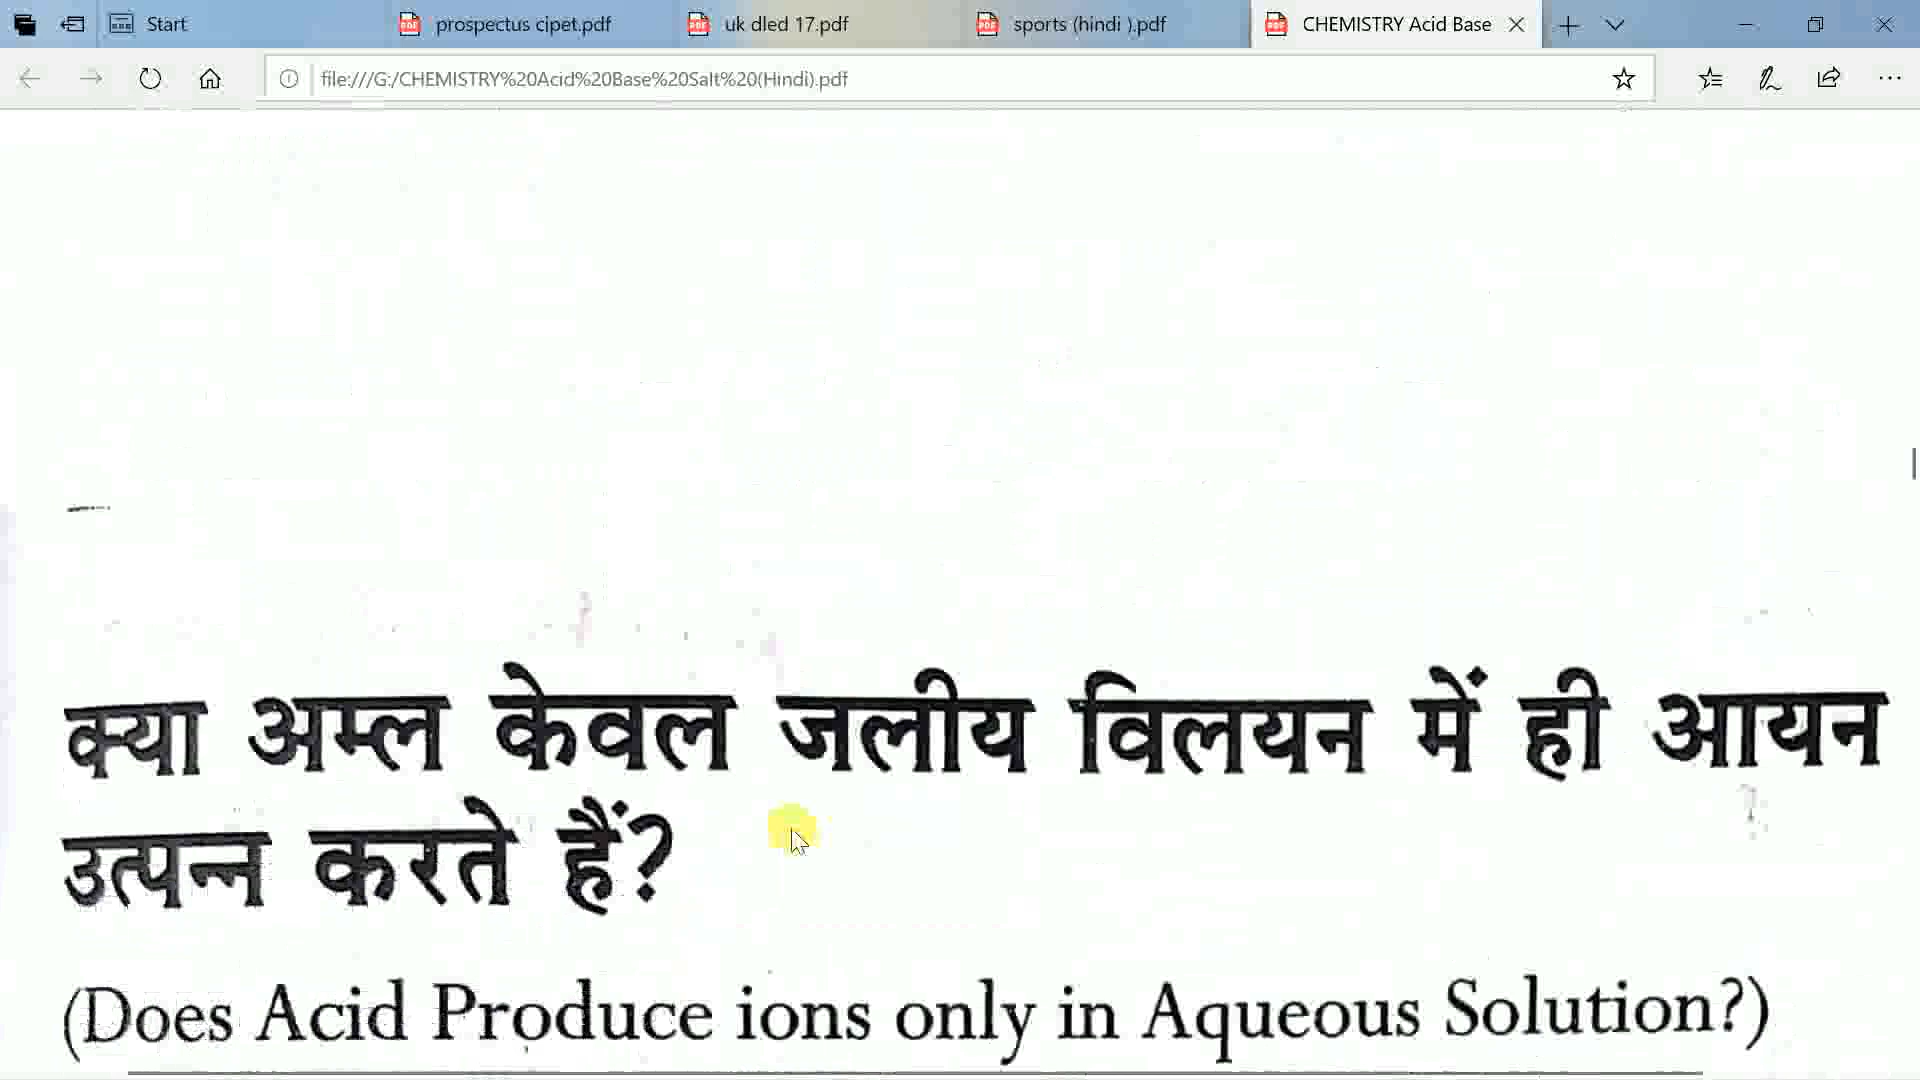 Start
prospectus cipet.pdf
uk dled 17.pdf
sports (hindi ).pdf
CHEMISTRY Acid Base
file:///G:/CHEMISTRY%20Acid%20Base%20Salt%20(Hindi).pdf
क्या अम्ल केवल जलीय विलयन में ही आयन
उत्पन्न करते हैं?
(Does Acid Produce ions only in Aqueous Solution?)